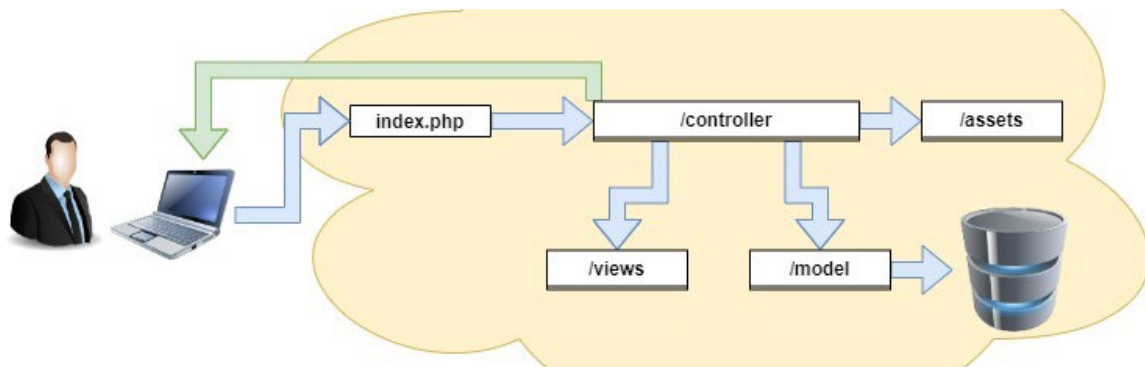 index.php
/controller
/assets
/views
/model